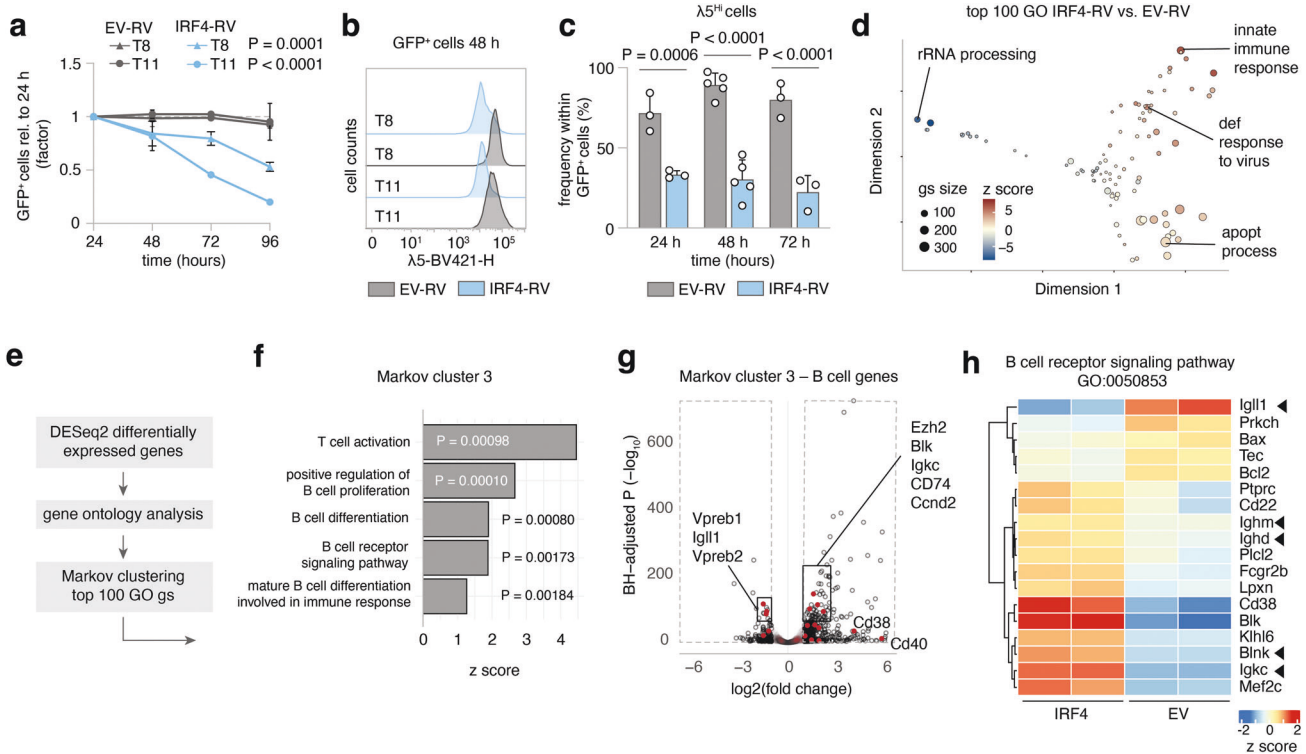 a
EV-RV IRF4-RV
T8 T8 P = 0.0001
T11 T11 P < 0.0001
GFP+ cells rel. to 24 h
(factor)
1.5
1
0.5
0
24 48 72 96
time (hours)
b
GFP+ cells 48 h
cell counts
T8
T8
T11
T11
0 10¹ 10³ 10⁵
λ5-BV421-H
EV-RV IRF4-RV
c
λ5Hi cells
P < 0.0001
P = 0.0006 P < 0.0001
frequency within
GFP+ cells (%)
100
50
0
24 h 48 h 72 h
time (hours)
EV-RV IRF4-RV
d
top 100 GO IRF4-RV vs. EV-RV
rRNA processing
innate
immune
response
def
response
to virus
apopt
process
Dimension 2
gs size z score
100
200
300
5
0
−5
Dimension 1
e
DESeq2 differentially
expressed genes
gene ontology analysis
Markov clustering
top 100 GO gs
f
Markov cluster 3
T cell activation P = 0.00098
positive regulation of
B cell proliferation P = 0.00010
B cell differentiation P = 0.00080
B cell receptor
signaling pathway P = 0.00173
mature B cell differentiation
involved in immune response P = 0.00184
0 1 2 3 4
z score
g
Markov cluster 3 – B cell genes
BH–adjusted P (−log₁₀)
600
400
200
0
Vpreb1
Igll1
Vpreb2
Ezh2
Blk
Igkc
CD74
Ccnd2
Cd38
Cd40
−6 −3 0 3 6
log2(fold change)
h
B cell receptor signaling pathway
GO:0050853
Igll1
Prkch
Bax
Tec
Bcl2
Ptprc
Cd22
Ighm
Ighd
Plcl2
Fcgr2b
Lpxn
Cd38
Blk
Klhl6
Blnk
Igkc
Mef2c
IRF4 EV
-2 0 2
z score